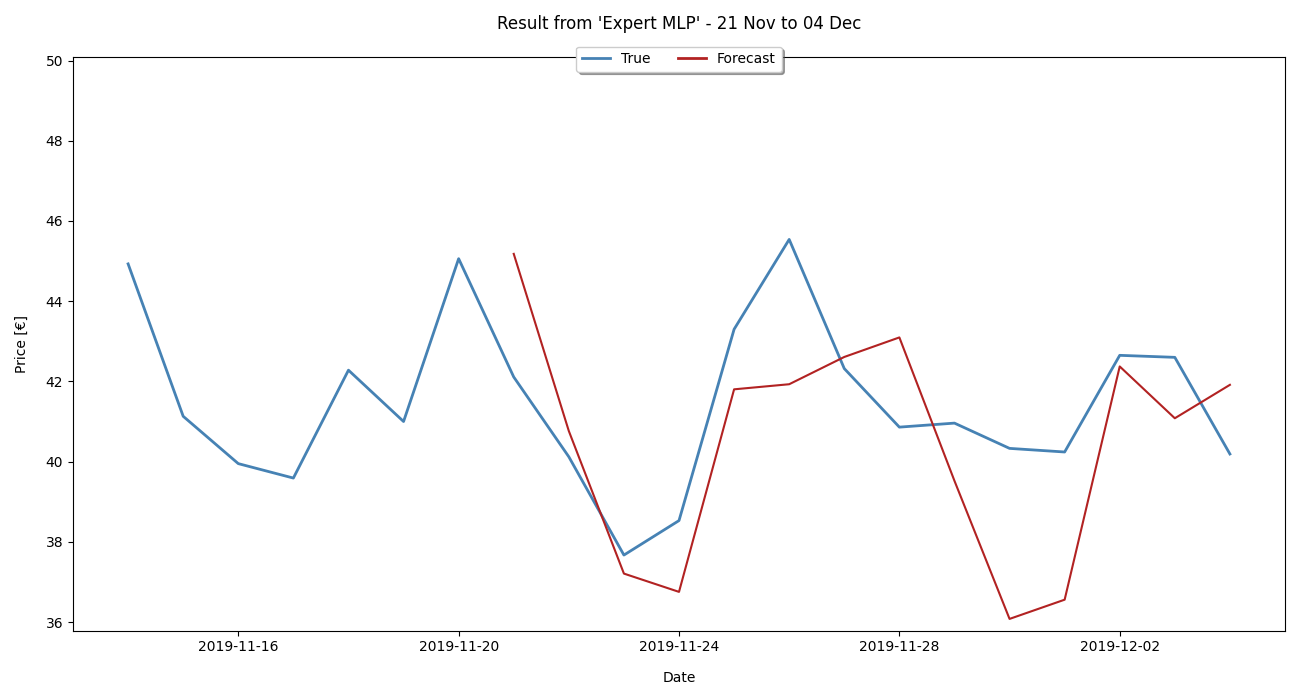 Result from 'Expert MLP' - 21 Nov to 04 Dec
True Forecast
50
48
46
44
42
40
38
36
Price [€]
2019-11-16 2019-11-20 2019-11-24 2019-11-28 2019-12-02
Date